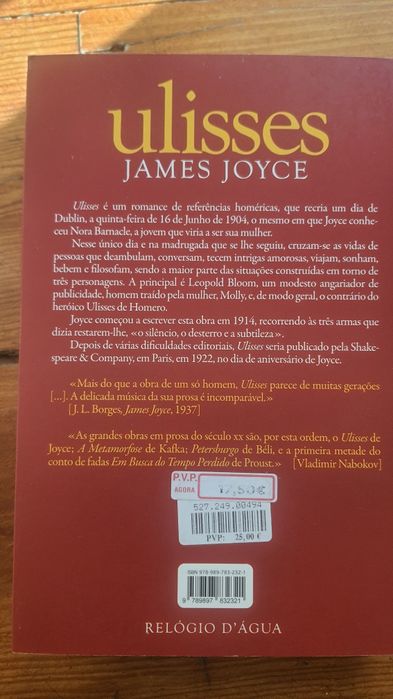 ulisses
JAMES JOYCE
Ulisses é um romance de referências homéricas, que recria um dia de
Dublin, a quinta-feira de 16 de Junho de 1904, o mesmo em que Joyce conhe-
ceu Nora Barnacle, a jovem que viria a ser sua mulher.
Nesse único dia e na madrugada que se lhe seguiu, cruzam-se as vidas de
pessoas que deambulam, conversam, tecem intrigas amorosas, viajam, sonham,
bebem e filosofam, sendo a maior parte das situações construídas em torno de
três personagens. A principal é Leopold Bloom, um modesto angariador de
publicidade, homem traído pela mulher, Molly, e, de modo geral, o contrário do
heróico Ulisses de Homero.
Joyce começou a escrever esta obra em 1914, recorrendo às três armas que
dizia restarem-lhe, «o silêncio, o desterro e a subtileza».
Depois de várias dificuldades editoriais, Ulisses seria publicado pela Shake-
speare & Company, em Paris, em 1922, no dia de aniversário de Joyce.
«Mais do que a obra de um só homem, Ulisses parece de muitas gerações
[...]. A delicada música da sua prosa é incomparável.»
[J. L. Borges, James Joyce, 1937]
«As grandes obras em prosa do século XX são, por esta ordem, o Ulisses de
Joyce; A Metamorfose de Kafka; Petersburgo de Béli, e a primeira metade do
conto de fadas Em Busca do Tempo Perdido de Proust.» [Vladimir Nabokov]
P.V.P.
AGORA 17,50€
527.249.00494
PVP: 25,00 €
ISBN 978-989-783-232-1
9 789897 832321
RELÓGIO D'ÁGUA